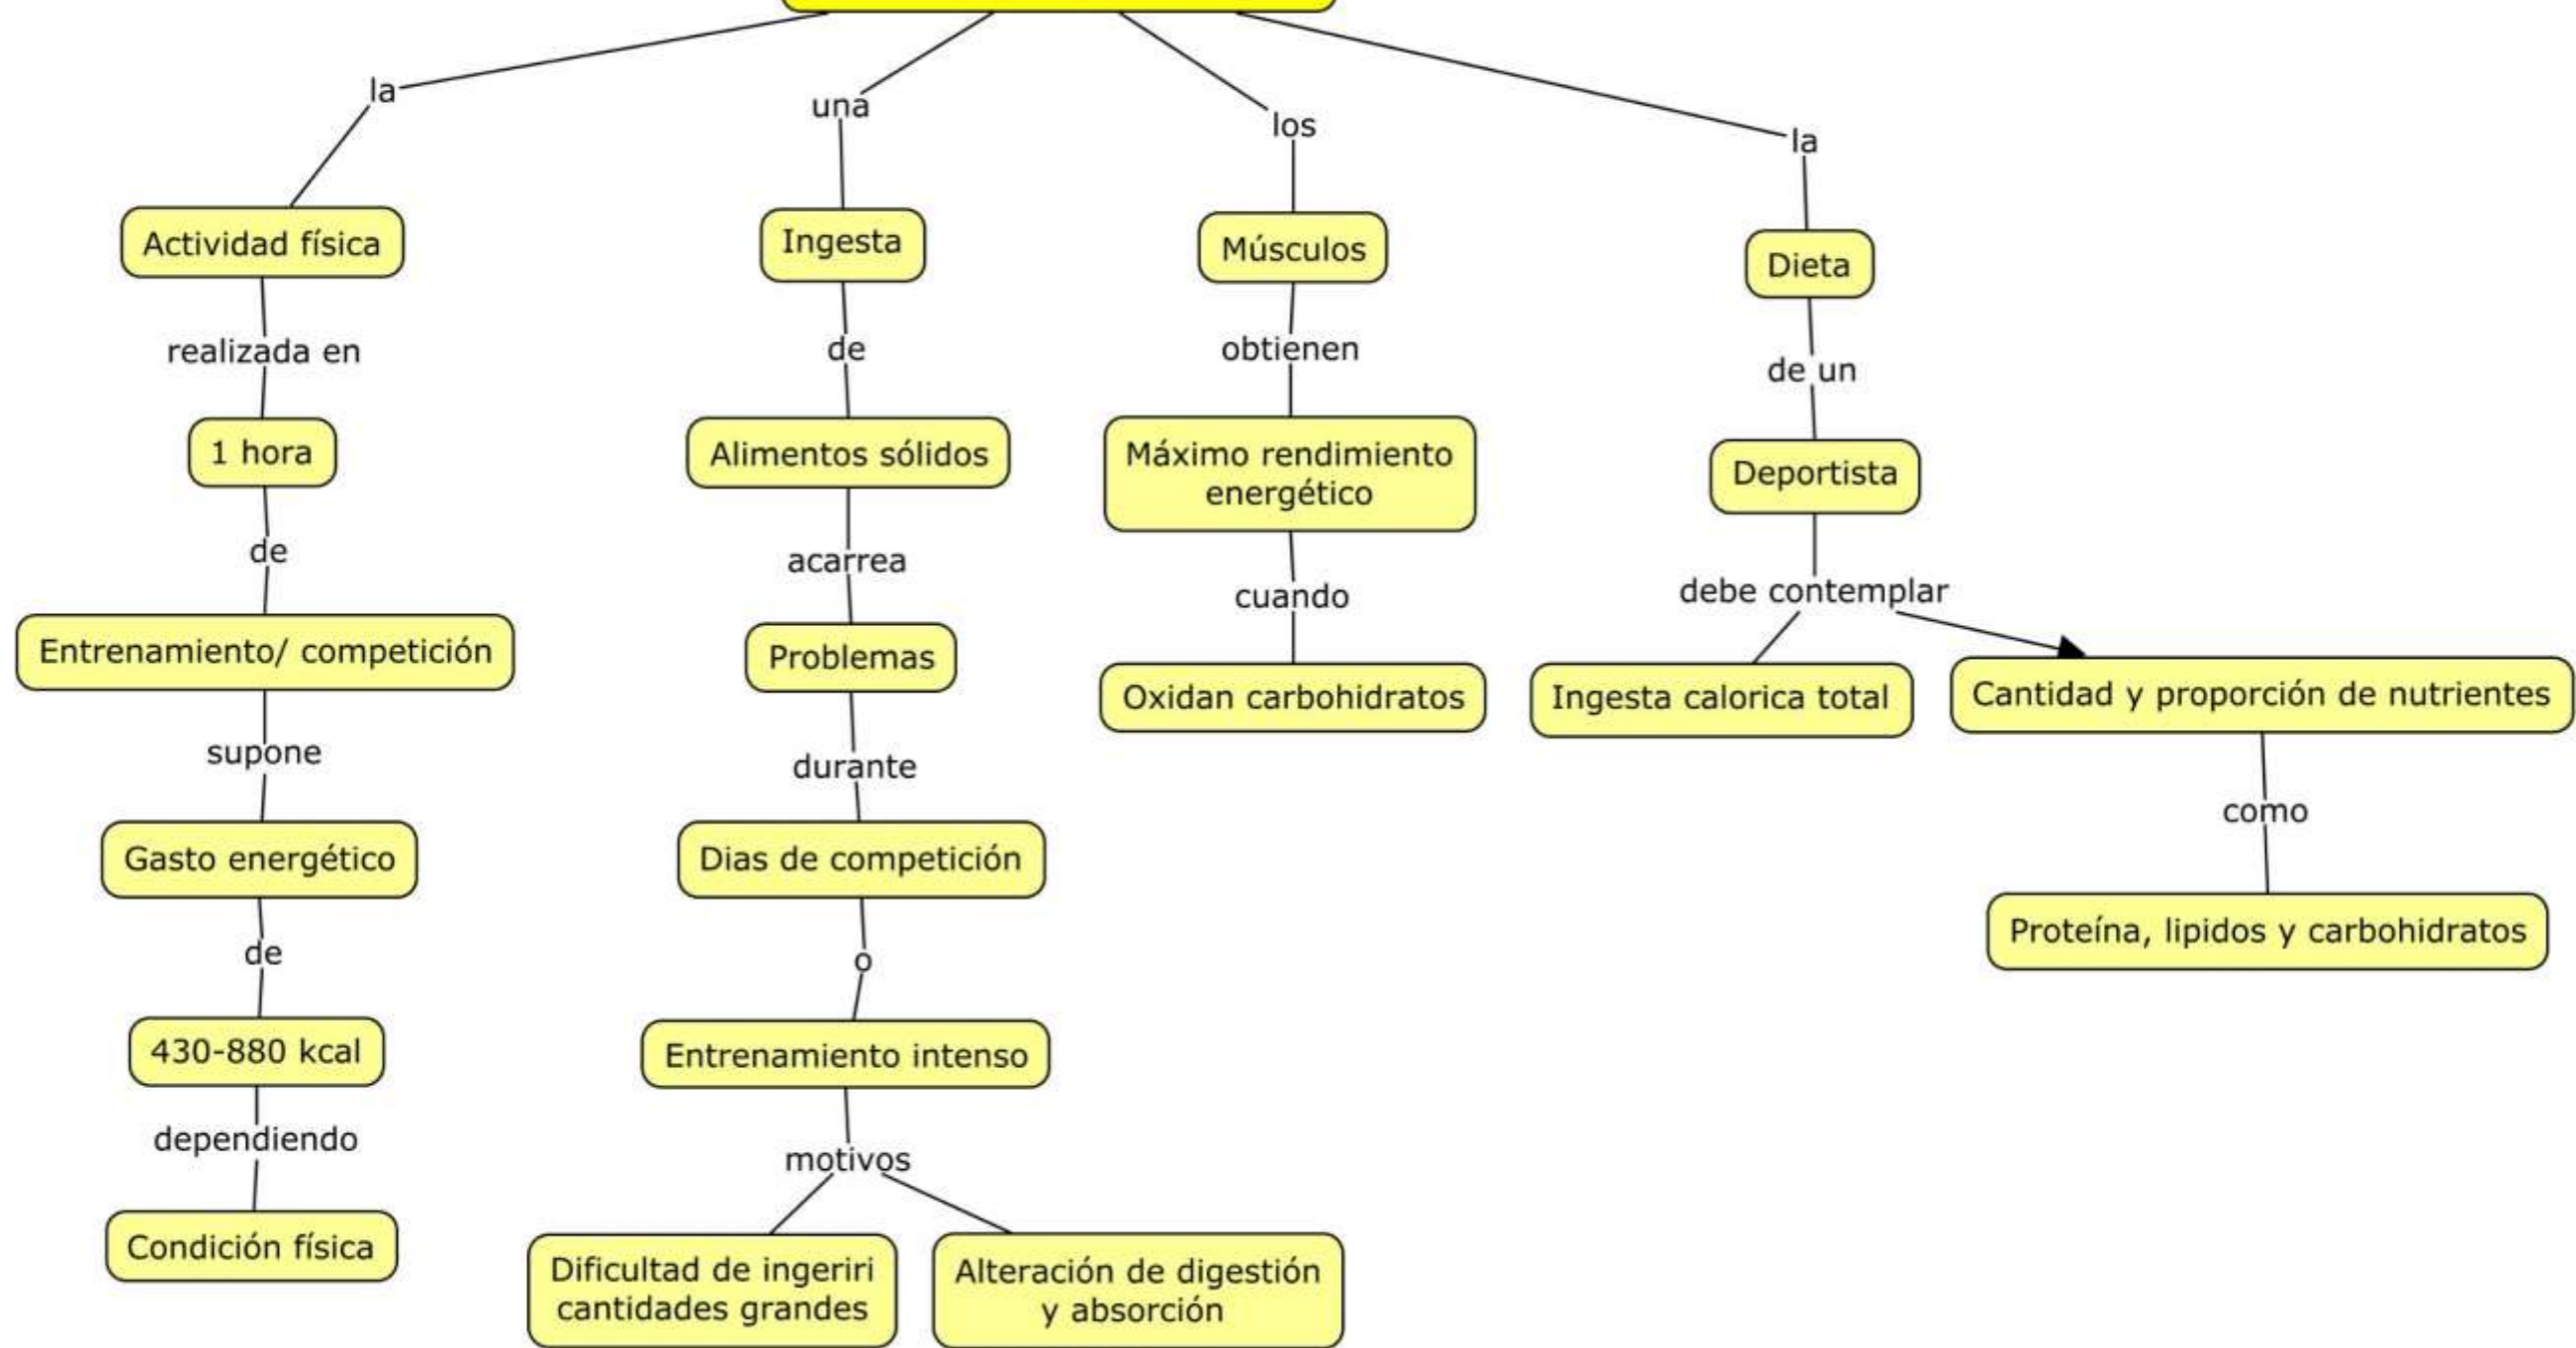 la
una
los
la
Actividad física
Ingesta
Músculos
Dieta
realizada en
de
obtienen
de un
1 hora
Alimentos sólidos
Máximo rendimiento
energético
Deportista
de
acarrea
cuando
debe contemplar
Entrenamiento/ competición
Problemas
Oxidan carbohidratos
Ingesta calorica total
Cantidad y proporción de nutrientes
supone
durante
como
Gasto energético
Dias de competición
Proteína, lipidos y carbohidratos
de
o
430-880 kcal
Entrenamiento intenso
dependiendo
motivos
Condición física
Dificultad de ingeriri
cantidades grandes
Alteración de digestión
y absorción